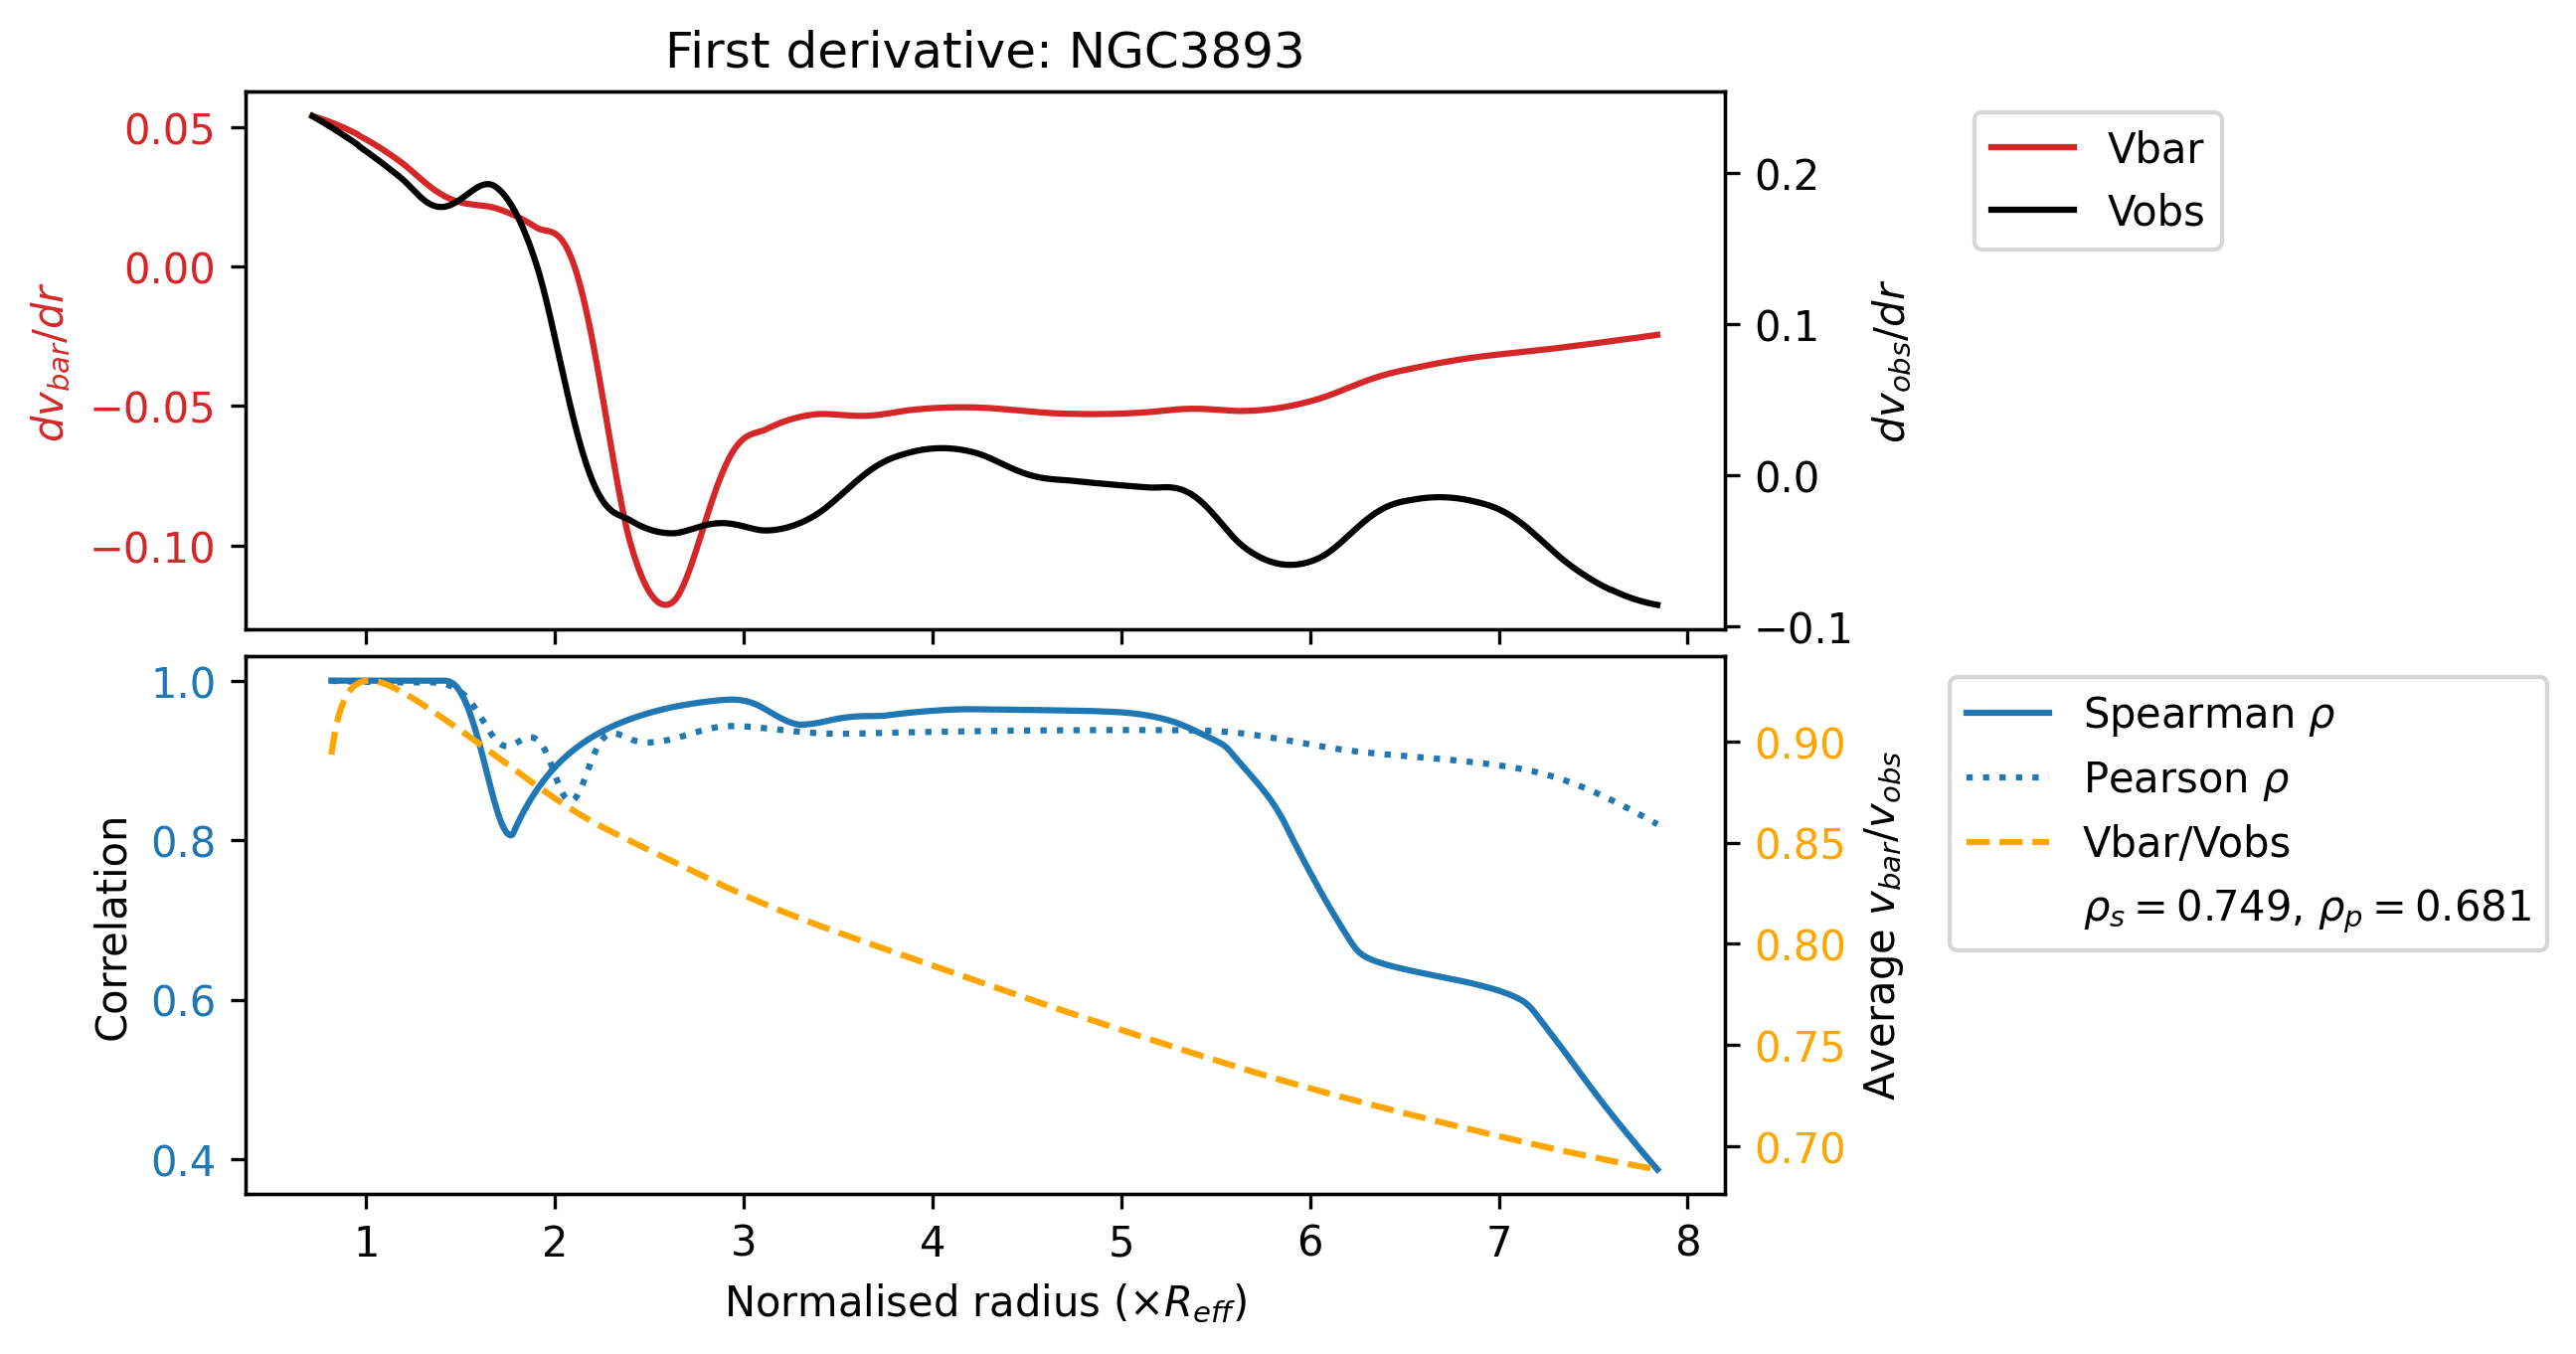 First derivative: NGC3893
0.05
0.00
−0.05
−0.10
dv_bar/dr
0.2
0.1
0.0
−0.1
dv_obs/dr
Vbar
Vobs
1.0
0.8
0.6
0.4
Correlation
0.90
0.85
0.80
0.75
0.70
Average v_bar/v_obs
Spearman ρ
Pearson ρ
Vbar/Vobs
ρ_s = 0.749, ρ_p = 0.681
1 2 3 4 5 6 7 8
Normalised radius (×R_eff)